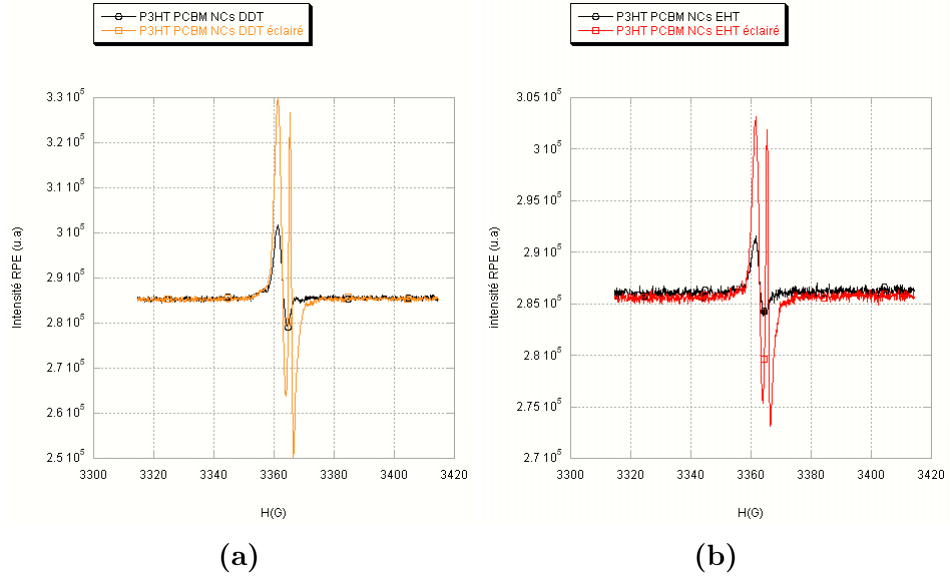 P3HT PCBM NCs DDT
P3HT PCBM NCs DDT éclairé
3.3 10^5
3.2 10^5
3.1 10^5
3 10^5
2.9 10^5
2.8 10^5
2.7 10^5
2.6 10^5
2.5 10^5
Intensité RPE (u.a)
3300 3320 3340 3360 3380 3400 3420
H(G)
(a)
P3HT PCBM NCs EHT
P3HT PCBM NCs EHT éclairé
3.05 10^5
3 10^5
2.95 10^5
2.9 10^5
2.85 10^5
2.8 10^5
2.75 10^5
2.7 10^5
intensité RPE (u.a)
3300 3320 3340 3360 3380 3400 3420
H(G)
(b)